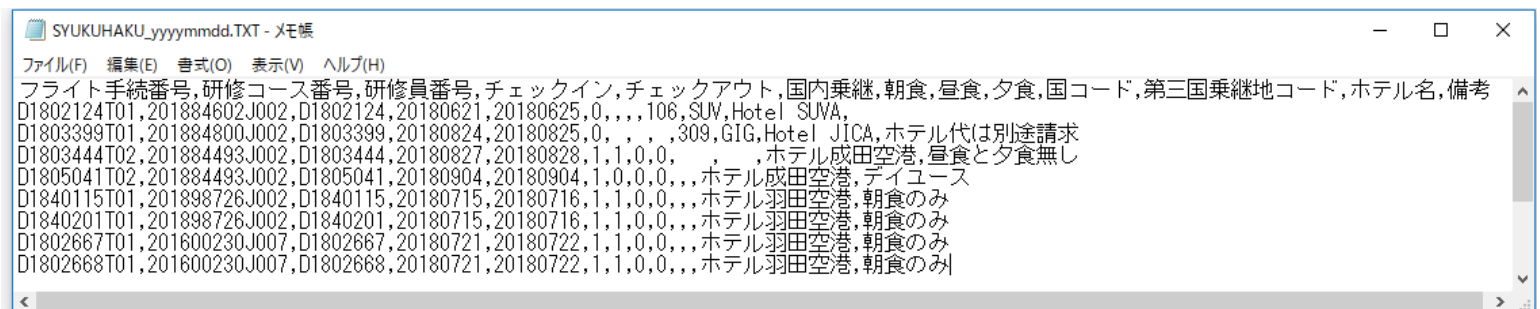 SYUKUHAKU_yyyymmdd.TXT - メモ帳
ファイル(F) 編集(E) 書式(O) 表示(V) ヘルプ(H)
フライト手続番号,研修コース番号,研修員番号,チェックイン,チェックアウト,国内乗継,朝食,昼食,夕食,国コード,第三国乗継地コード,ホテル名,備考
D1802124T01,201884602J002,D1802124,20180621,20180625,0,,,,106,SUV,Hotel SUVA,
D1803399T01,201884800J002,D1803399,20180824,20180825,0, , , ,309,GIG,Hotel JICA,ホテル代は別途請求
D1803444T02,201884493J002,D1803444,20180827,20180828,1,1,0,0, , ,ホテル成田空港,昼食と夕食無し
D1805041T02,201884493J002,D1805041,20180904,20180904,1,0,0,0,,,ホテル成田空港,デイユース
D1840115T01,201898726J002,D1840115,20180715,20180716,1,1,0,0,,,ホテル羽田空港,朝食のみ
D1840201T01,201898726J002,D1840201,20180715,20180716,1,1,0,0,,,ホテル羽田空港,朝食のみ
D1802667T01,201600230J007,D1802667,20180721,20180722,1,1,0,0,,,ホテル羽田空港,朝食のみ
D1802668T01,201600230J007,D1802668,20180721,20180722,1,1,0,0,,,ホテル羽田空港,朝食のみ